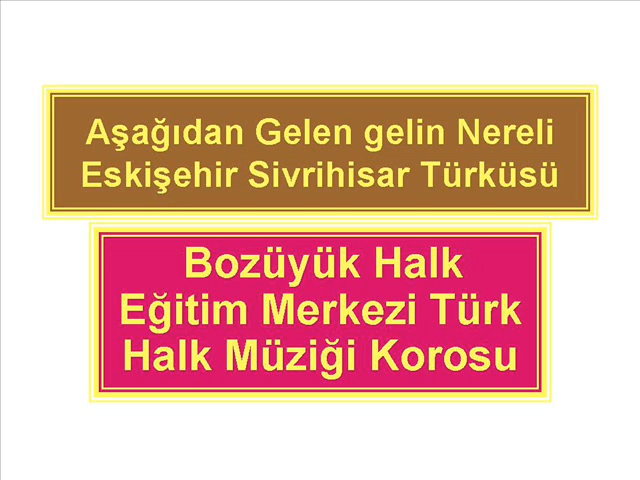 Aşağıdan Gelen gelin Nereli
Eskişehir Sivrihisar Türküsü
Bozüyük Halk
Eğitim Merkezi Türk
Halk Müziği Korosu